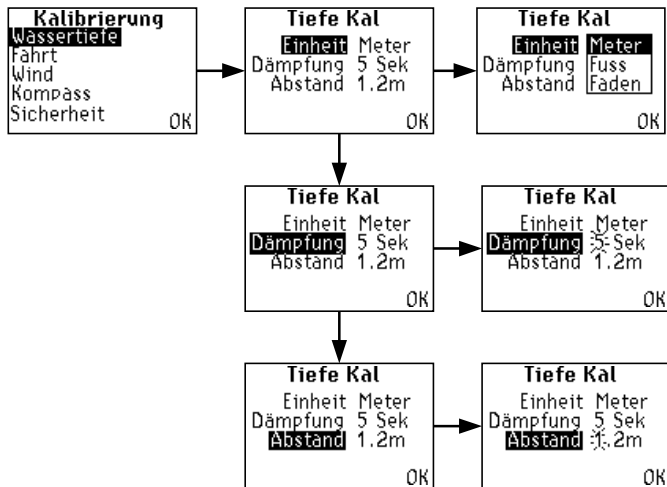 Kalibrierung
Wassertiefe
Fahrt
Wind
Kompass
Sicherheit
OK
Tiefe Kal
Einheit Meter
Dämpfung 5 Sek
Abstand 1.2m
OK
Tiefe Kal
Einheit Meter
Dämpfung Fuss
Abstand Faden
OK
Tiefe Kal
Einheit Meter
Dämpfung 5 Sek
Abstand 1.2m
OK
Tiefe Kal
Einheit Meter
Dämpfung 5 Sek
Abstand 1.2m
OK
Tiefe Kal
Einheit Meter
Dämpfung 5 Sek
Abstand 1.2m
OK
Tiefe Kal
Einheit Meter
Dämpfung 5 Sek
Abstand 1.2m
OK